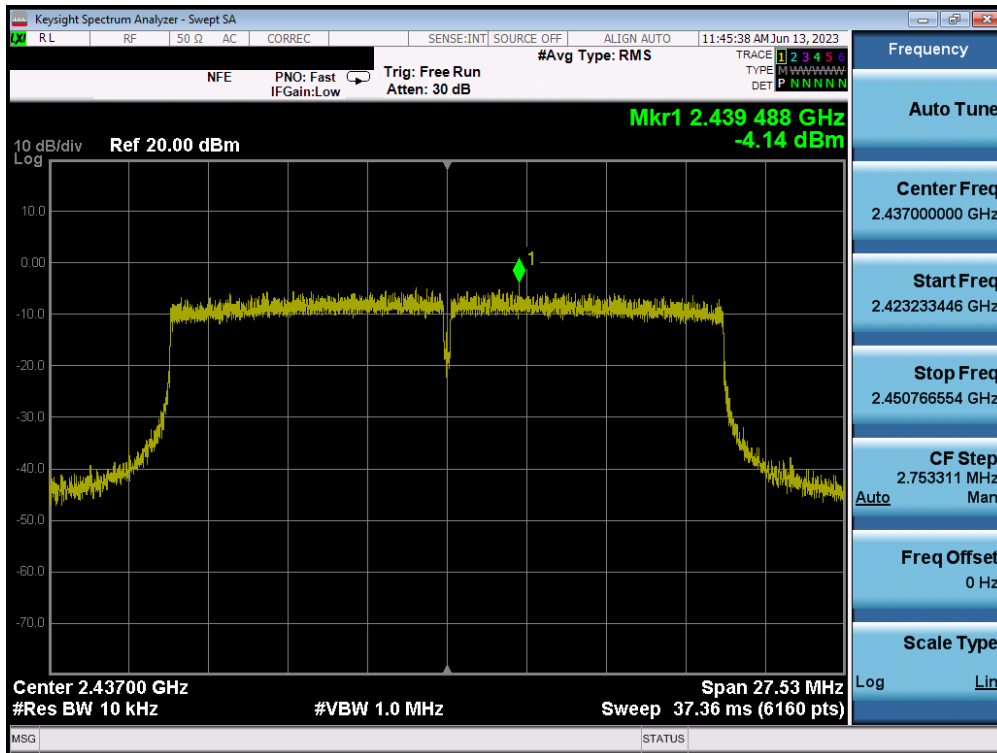 Keysight Spectrum Analyzer - Swept SA
LXI RL RF 50 Ω AC CORREC SENSE:INT SOURCE OFF ALIGN AUTO 11:45:38 AM Jun 13, 2023
#Avg Type: RMS
TRACE 1 2 3 4 5 6
NFE PNO: Fast Trig: Free Run
TYPE M WWWWW
IFGain:Low Atten: 30 dB
DET P N N N N N
Mkr1 2.439 488 GHz
-4.14 dBm
10 dB/div Ref 20.00 dBm
Log
10.0
1
0.00
-10.0
-20.0
-30.0
-40.0
-50.0
-60.0
-70.0
Center 2.43700 GHz Span 27.53 MHz
#Res BW 10 kHz #VBW 1.0 MHz Sweep 37.36 ms (6160 pts)
MSG STATUS
Frequency
Auto Tune
Center Freq
2.437000000 GHz
Start Freq
2.423233446 GHz
Stop Freq
2.450766554 GHz
CF Step
2.753311 MHz
Auto Man
Freq Offset
0 Hz
Scale Type
Log Lin